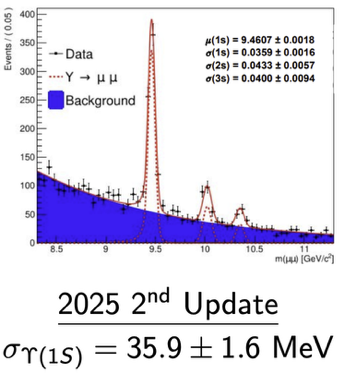 Events / ( 0.05 )
400
350
300
250
200
150
100
50
0
μ(1s) = 9.4607 ± 0.0018
σ(1s) = 0.0359 ± 0.0016
σ(2s) = 0.0433 ± 0.0057
σ(3s) = 0.0400 ± 0.0094
Data
Υ → μ μ
Background
8.5 9 9.5 10 10.5 11
m(μμ) [GeV/c²]
2025 2ⁿᵈ Update
σ_Υ(1S) = 35.9 ± 1.6 MeV